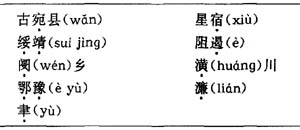 古宛县(wǎn) 星宿(xiù)
绥靖(suí jìng) 阻遏(è)
阌(wén)乡 潢(huáng)川
鄂豫(è yù) 濂(lián)
聿(yù)